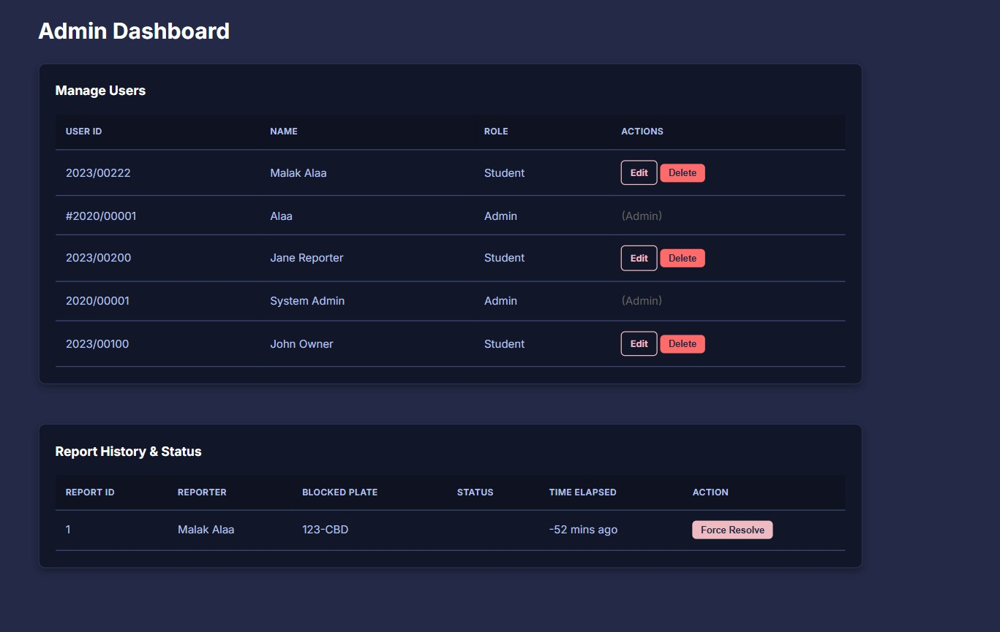 Admin Dashboard
Manage Users
USER ID NAME ROLE ACTIONS
2023/00222 Malak Alaa Student Edit Delete
#2020/00001 Alaa Admin (Admin)
2023/00200 Jane Reporter Student Edit Delete
2020/00001 System Admin Admin (Admin)
2023/00100 John Owner Student Edit Delete
Report History & Status
REPORT ID REPORTER BLOCKED PLATE STATUS TIME ELAPSED ACTION
1 Malak Alaa 123-CBD -52 mins ago Force Resolve